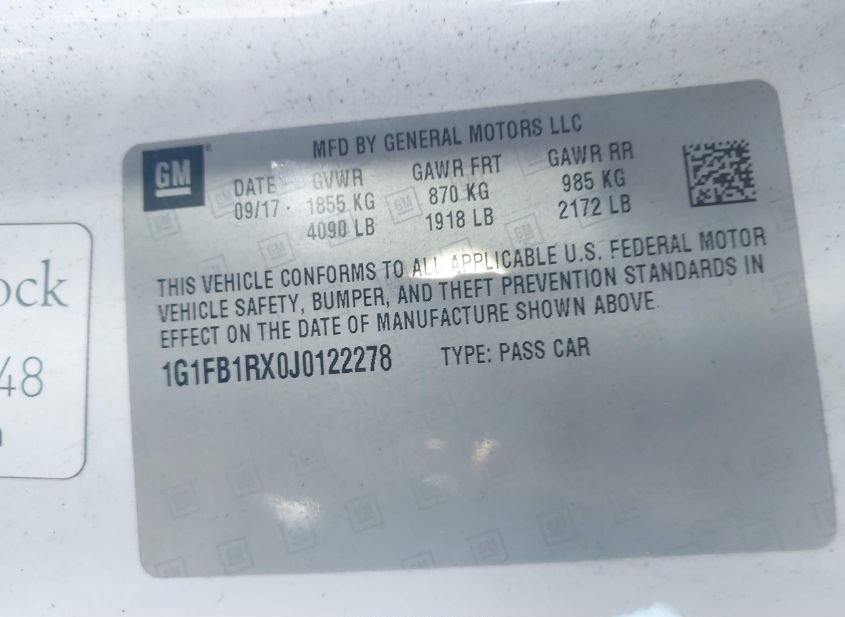 GM
MFD BY GENERAL MOTORS LLC
DATE GVWR GAWR FRT GAWR RR
09/17 1855 KG 870 KG 985 KG
4090 LB 1918 LB 2172 LB
THIS VEHICLE CONFORMS TO ALL APPLICABLE U.S. FEDERAL MOTOR
VEHICLE SAFETY, BUMPER, AND THEFT PREVENTION STANDARDS IN
EFFECT ON THE DATE OF MANUFACTURE SHOWN ABOVE.
1G1FB1RX0J0122278 TYPE: PASS CAR
ock
48